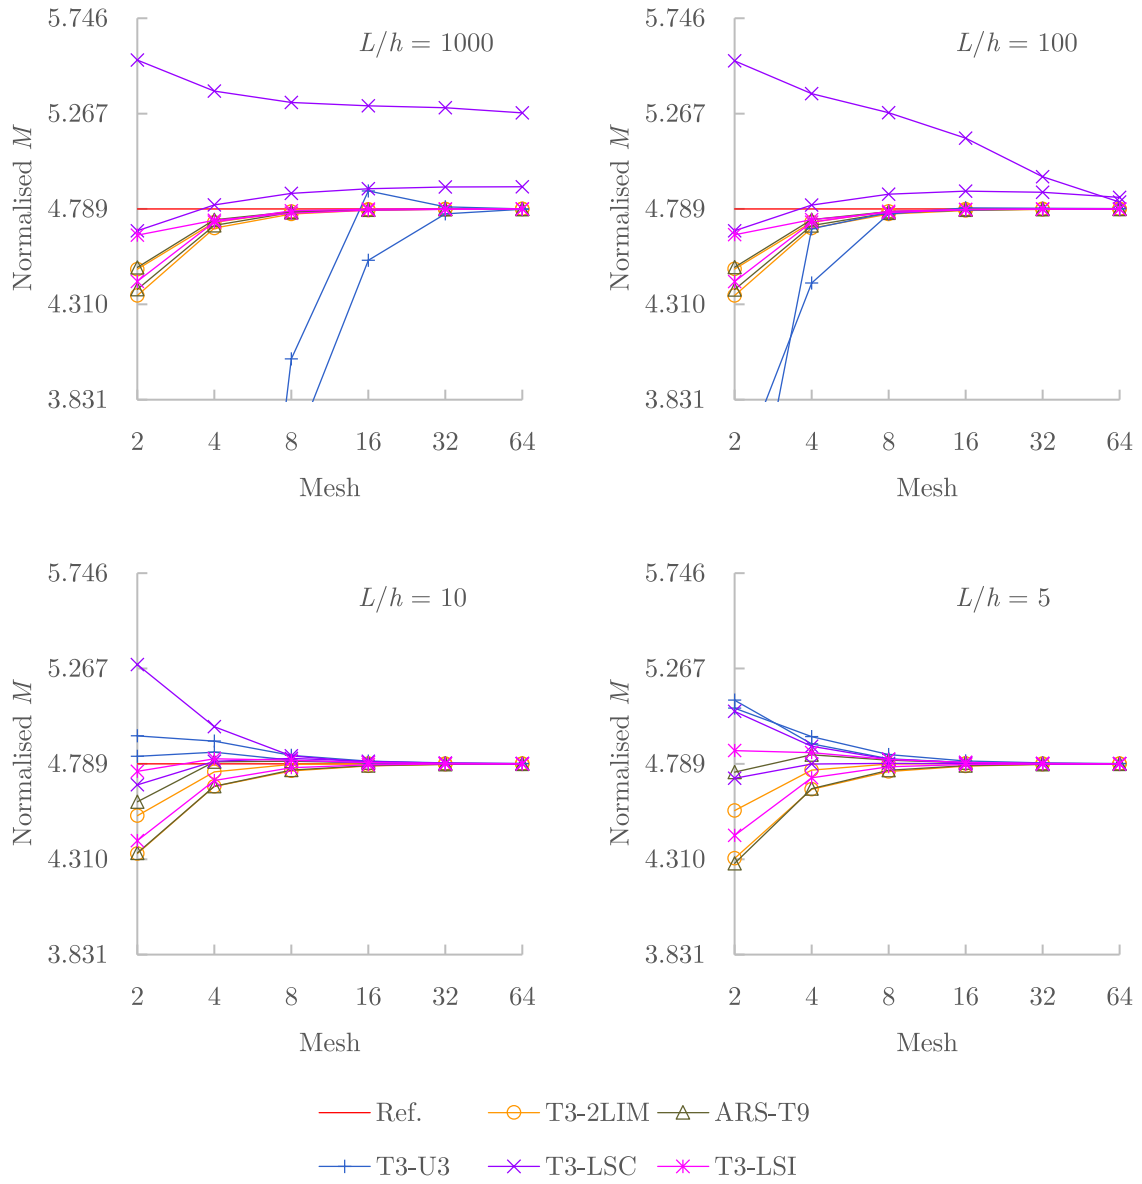 5.746
L/h = 1000
5.267
4.789
4.310
3.831
Normalised M
2 4 8 16 32 64
Mesh
5.746
L/h = 100
5.267
4.789
4.310
3.831
Normalised M
2 4 8 16 32 64
Mesh
5.746
L/h = 10
5.267
4.789
4.310
3.831
Normalised M
2 4 8 16 32 64
Mesh
5.746
L/h = 5
5.267
4.789
4.310
3.831
Normalised M
2 4 8 16 32 64
Mesh
Ref. T3-2LIM ARS-T9
T3-U3 T3-LSC T3-LSI